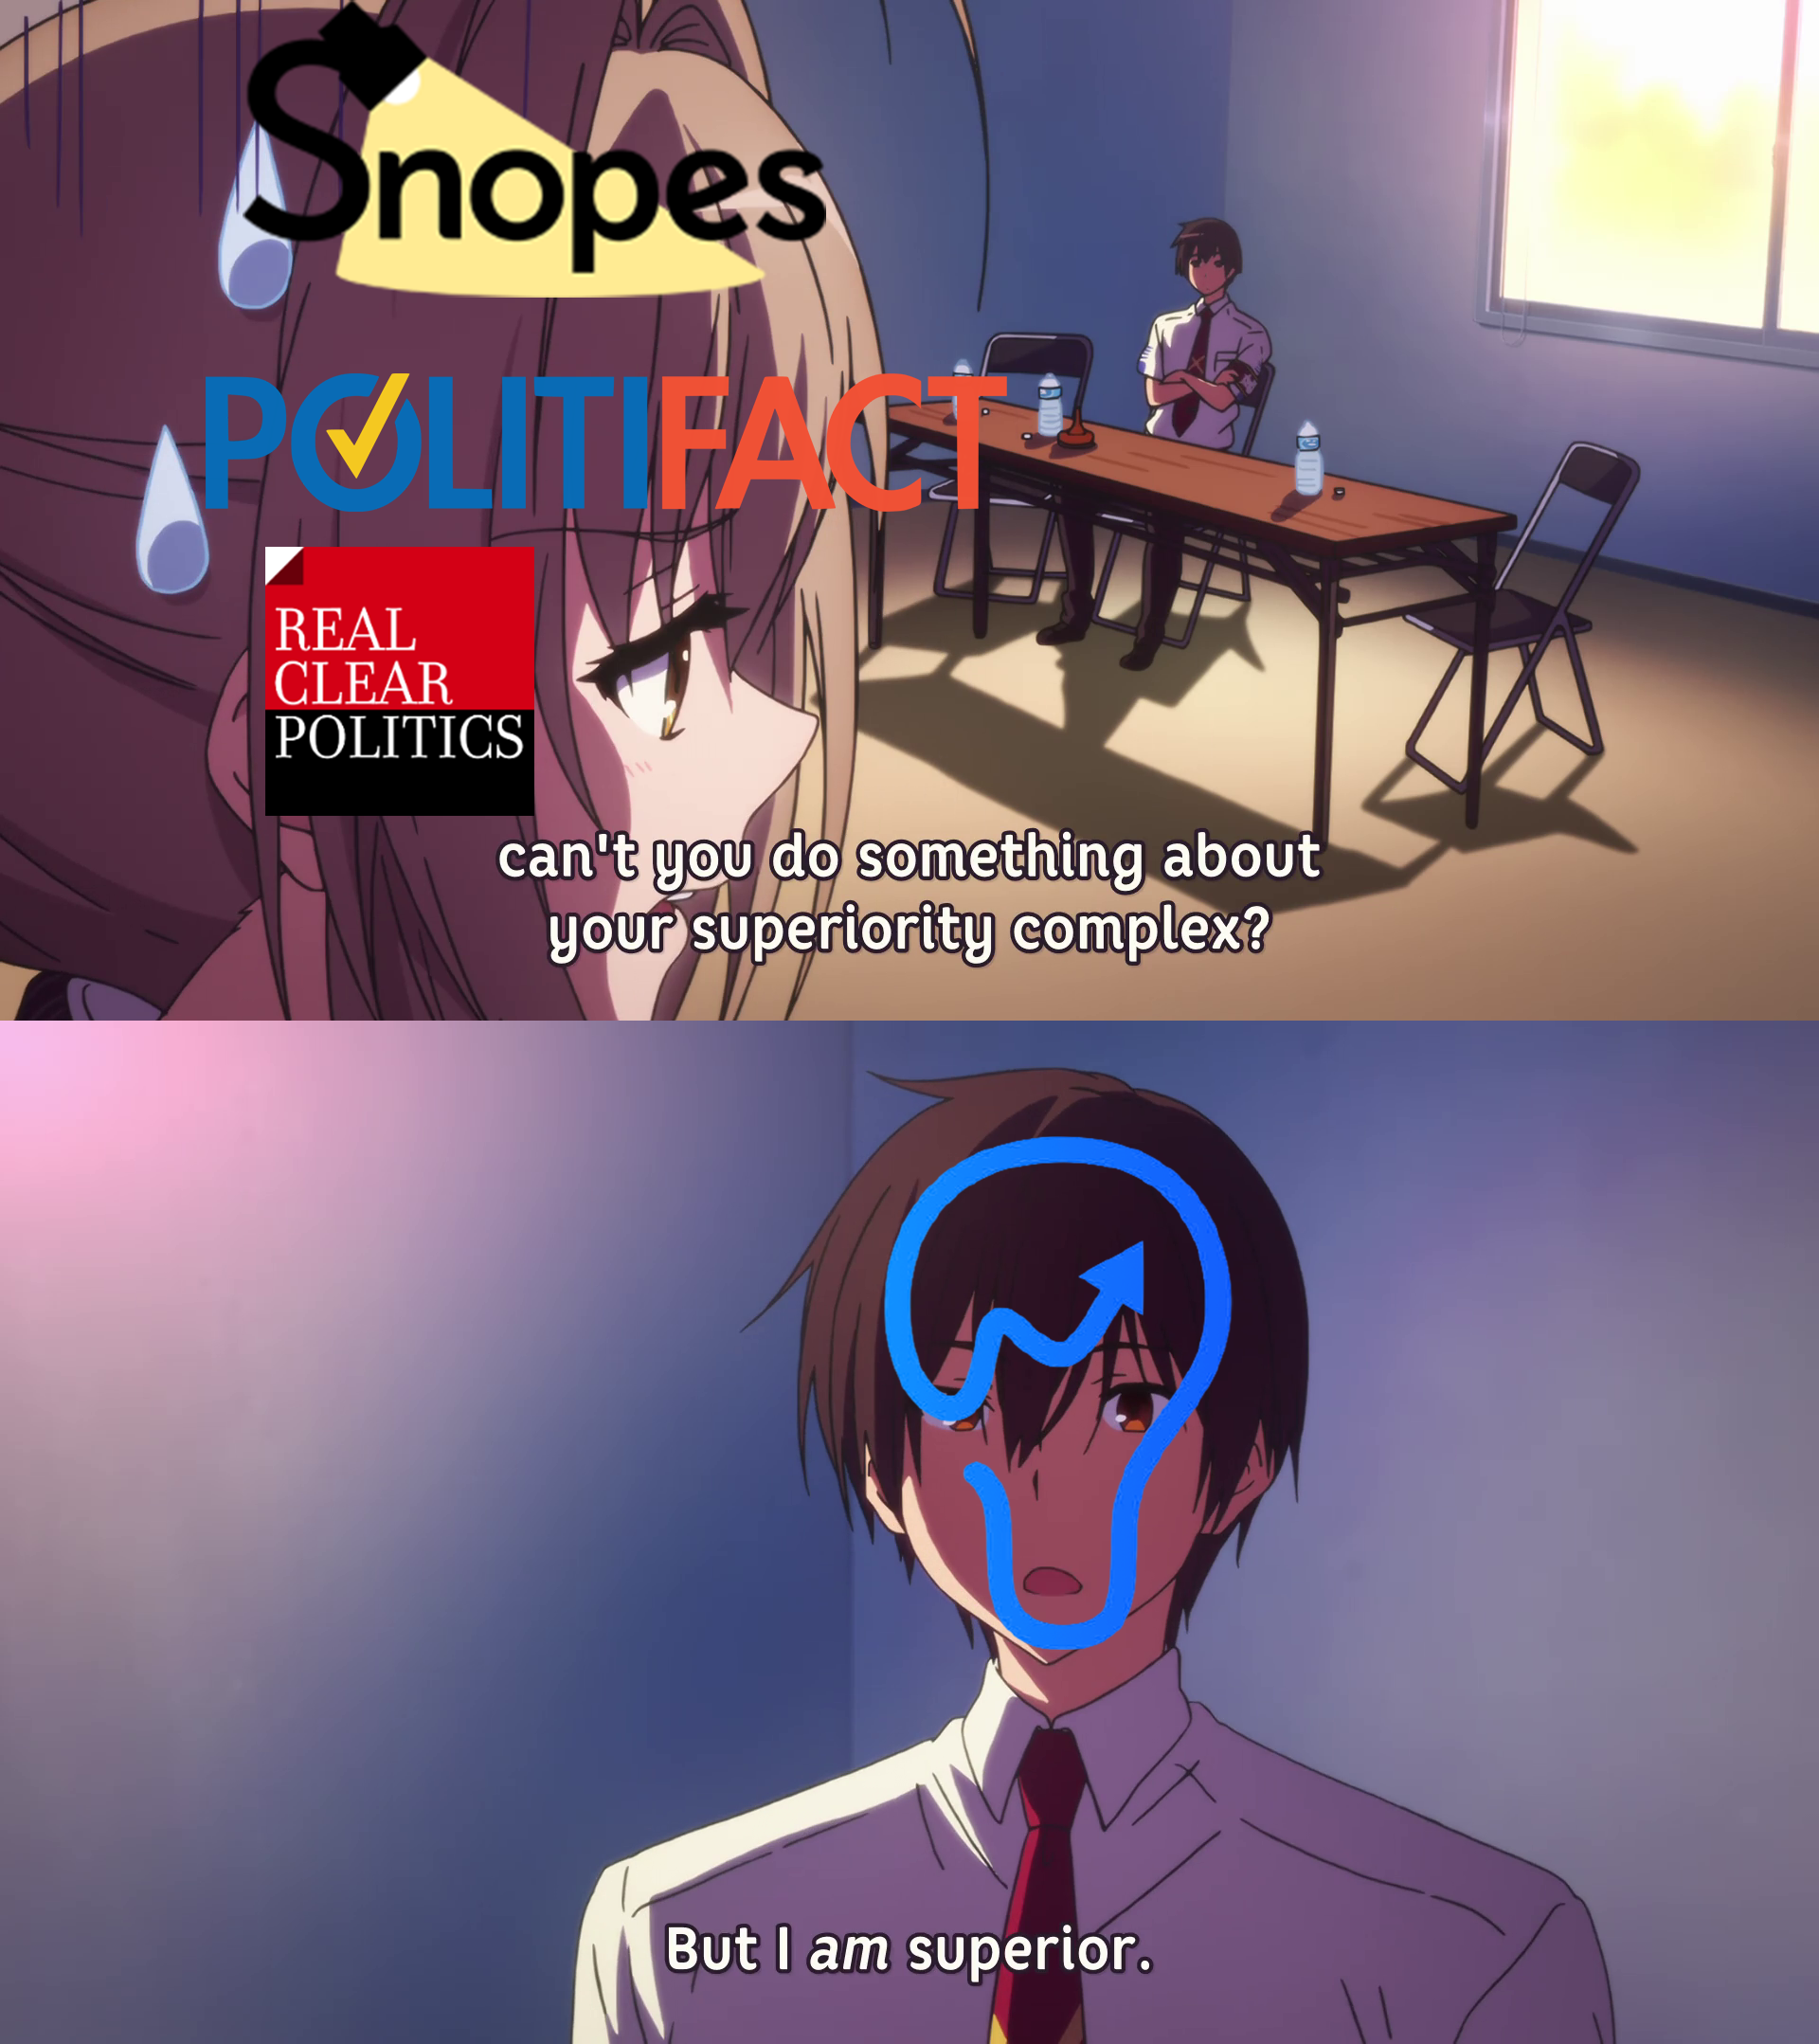 Snopes
POLITIFACT
REAL
CLEAR
POLITICS
can't you do something about
your superiority complex?
But I am superior.